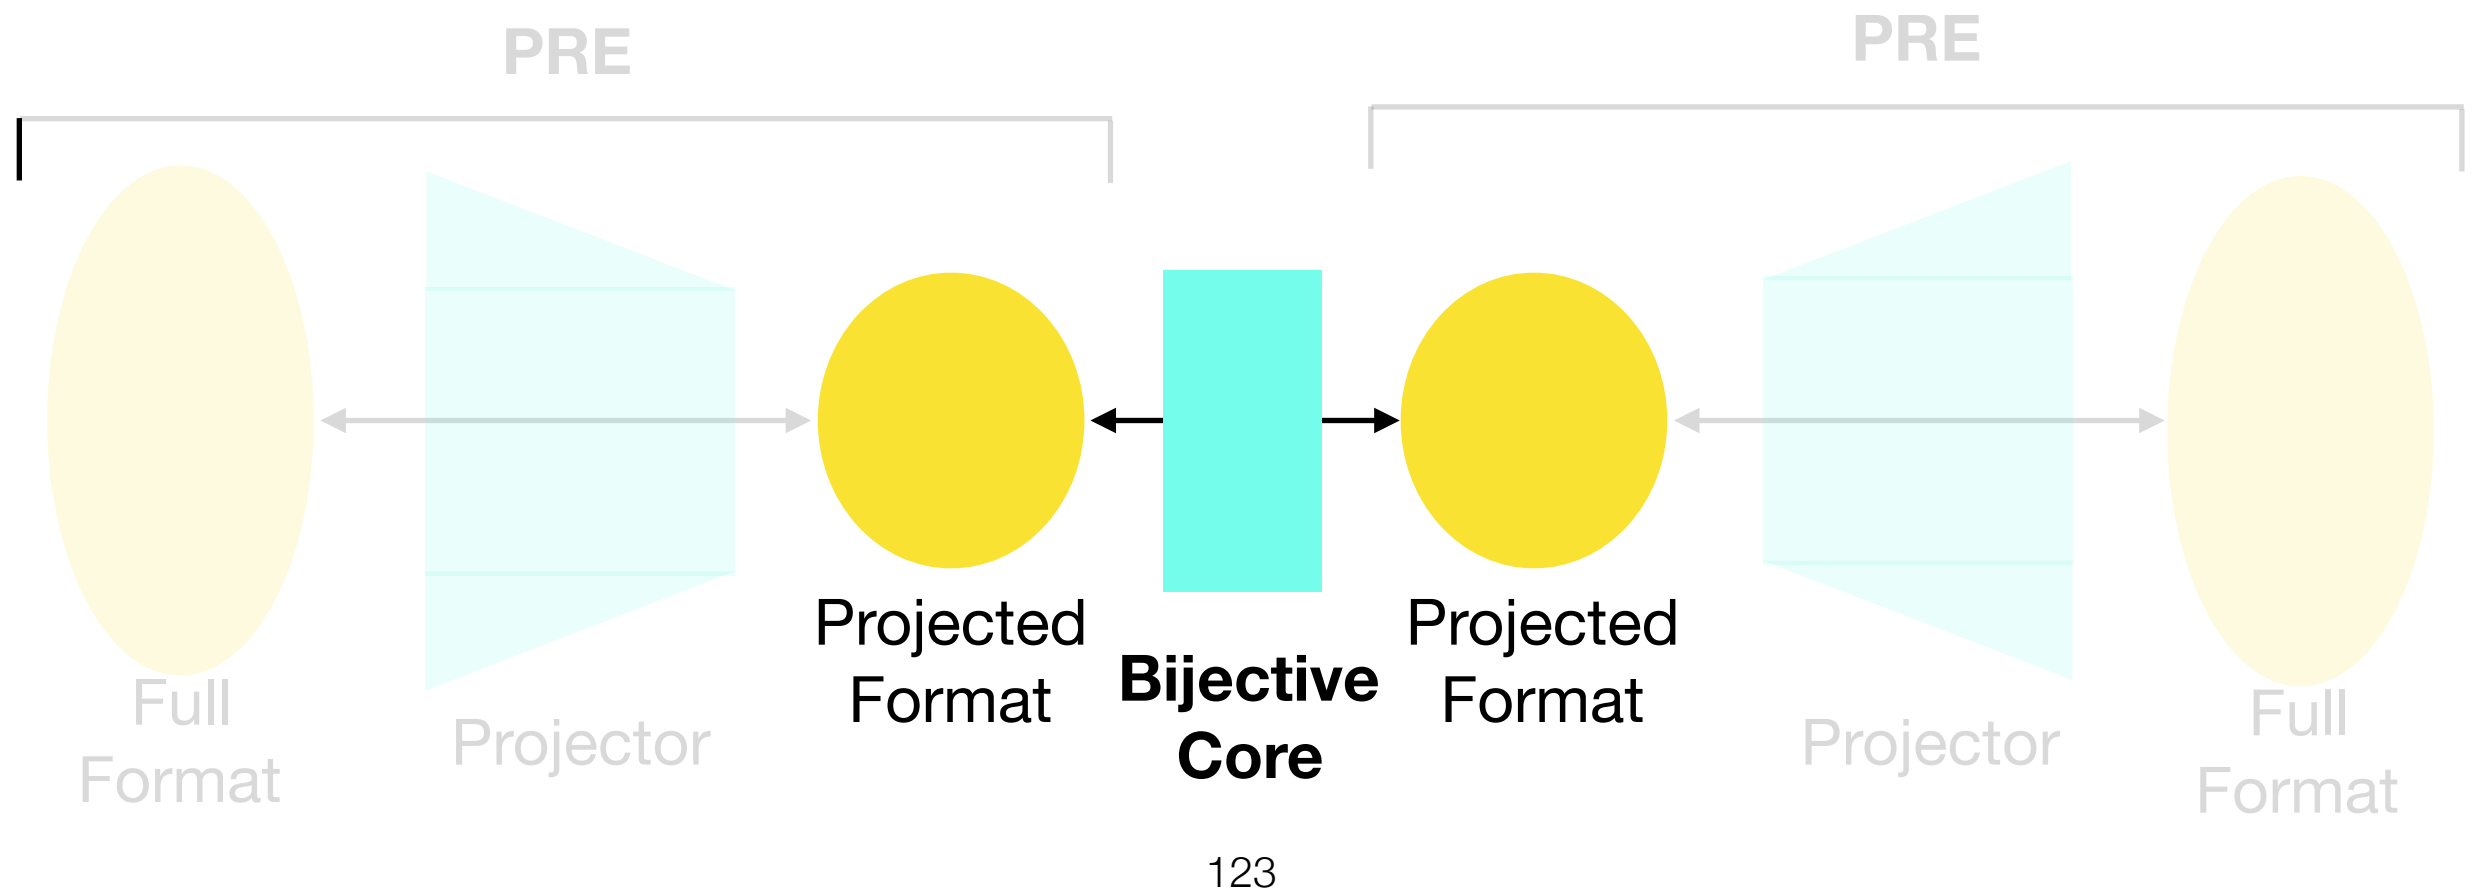 PRE
PRE
Full
Format
Projector
Projected
Format
Bijective
Core
Projected
Format
Projector
Full
Format
123